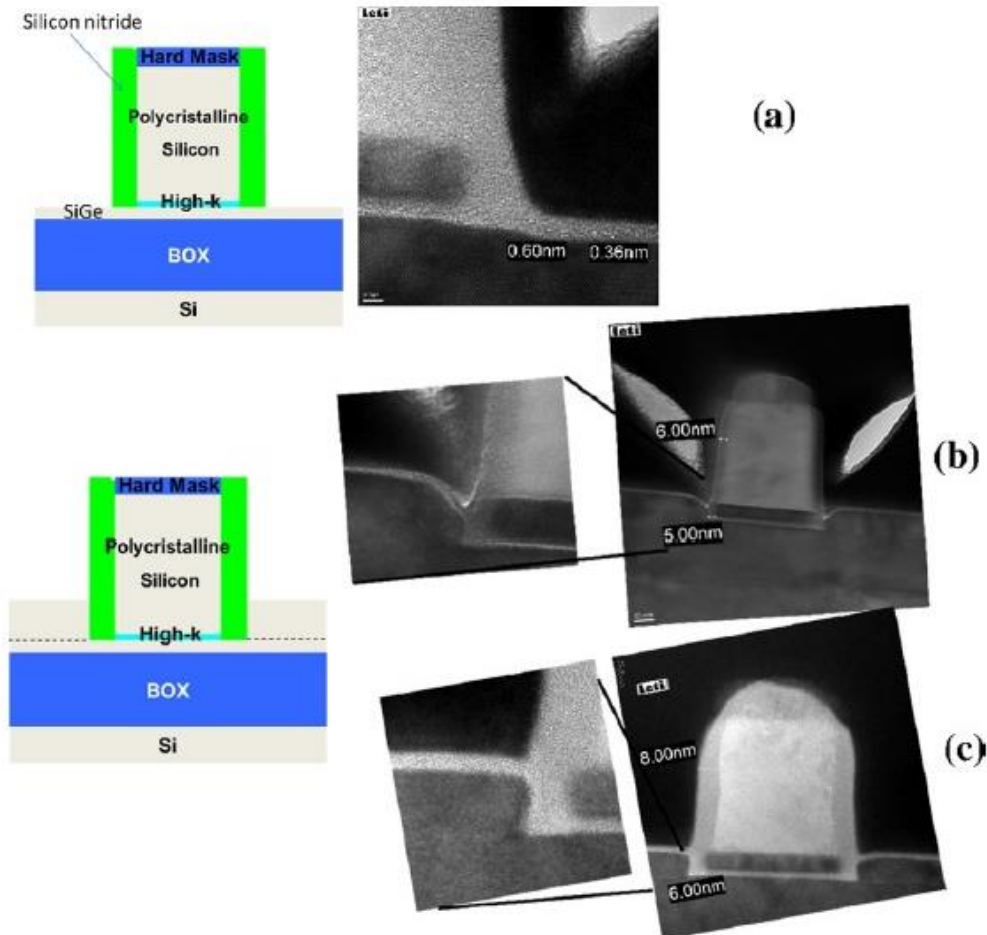 Silicon nitride
Hard Mask
Polycristalline
Silicon
High-k
SiGe
BOX
Si
Leti
0.60nm
0.36nm
(a)
Leti
6.00nm
5.00nm
(b)
Hard Mask
Polycristalline
Silicon
High-k
BOX
Si
Leti
8.00nm
6.00nm
(c)